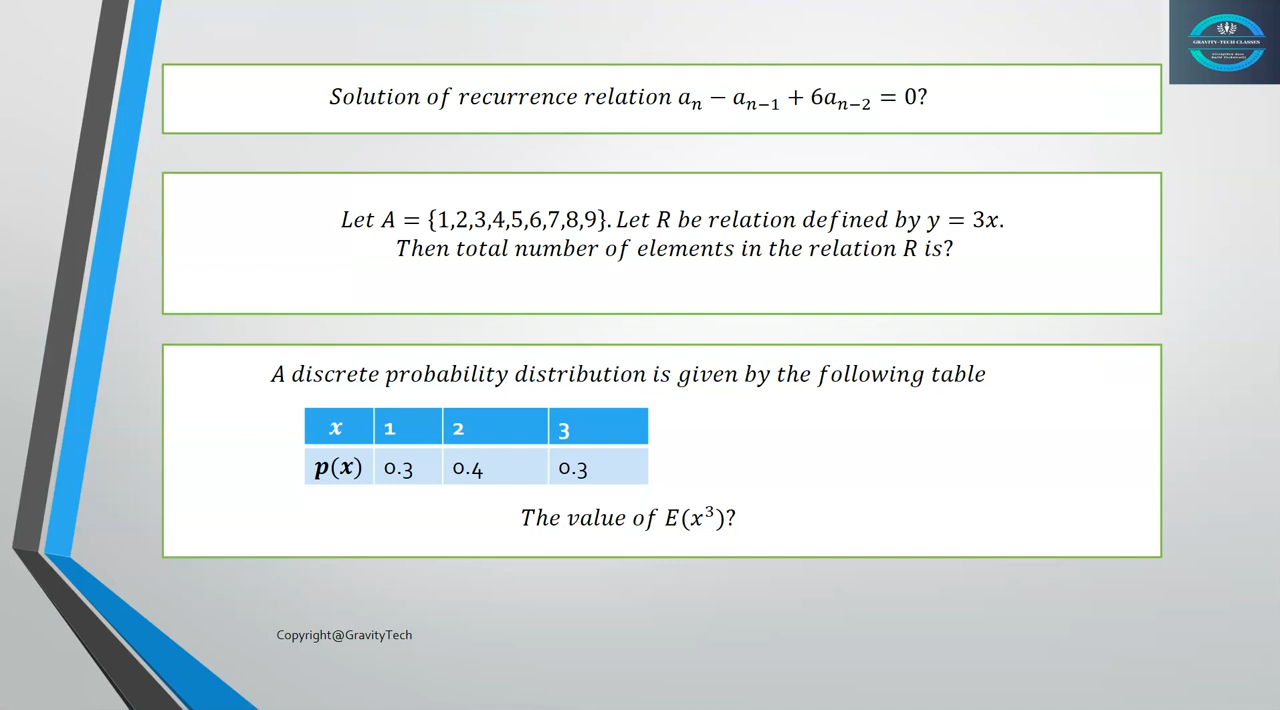 GRAVITY-TECH CLASSES
Solution of recurrence relation aₙ − aₙ₋₁ + 6aₙ₋₂ = 0?
Let A = {1,2,3,4,5,6,7,8,9}. Let R be relation defined by y = 3x.
Then total number of elements in the relation R is?
A discrete probability distribution is given by the following table
x 1 2 3
p(x) 0.3 0.4 0.3
The value of E(x³)?
Copyright@GravityTech